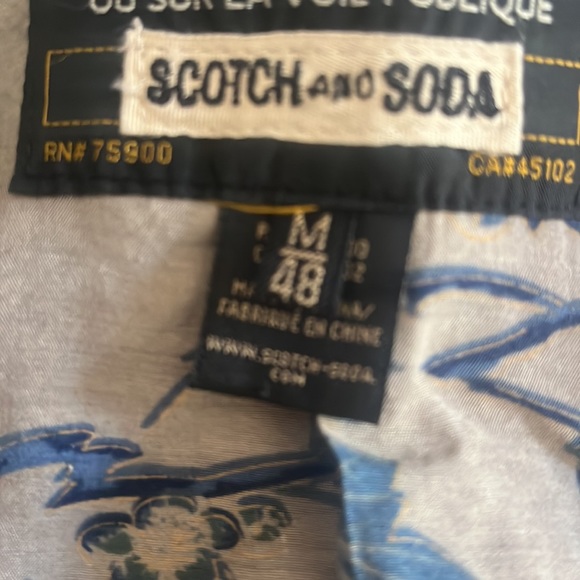 OU SUR LA VOIE PUBLIQUE
SCOTCH AND SODA
RN# 75900 CA#45102
M
48
FABRIQUÉ EN CHINE
WWW.SCOTCH-SODA.
COM